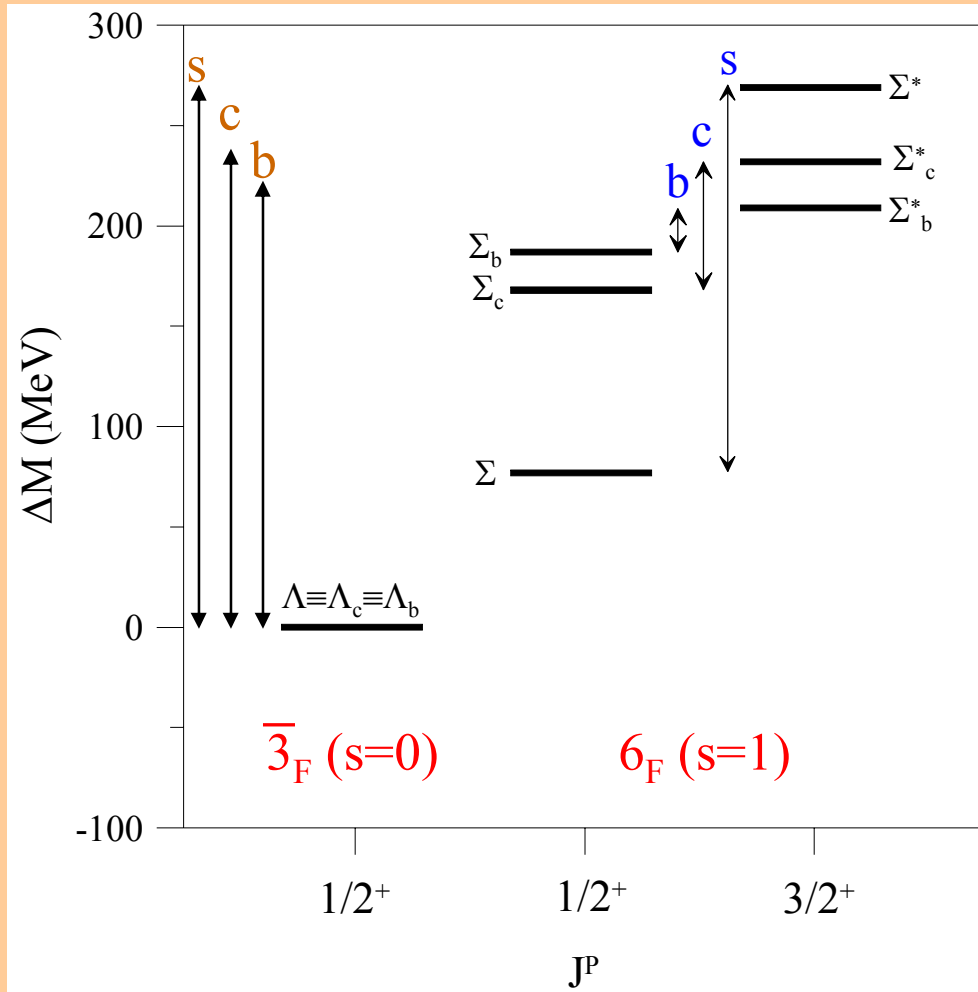 300
200
100
0
-100
ΔM (MeV)
s
c
b
Λ≡Λc≡Λb
3̅F (s=0)
Σb
Σc
Σ
b
c
s
Σ*
Σ*c
Σ*b
6F (s=1)
1/2+
1/2+
3/2+
JP